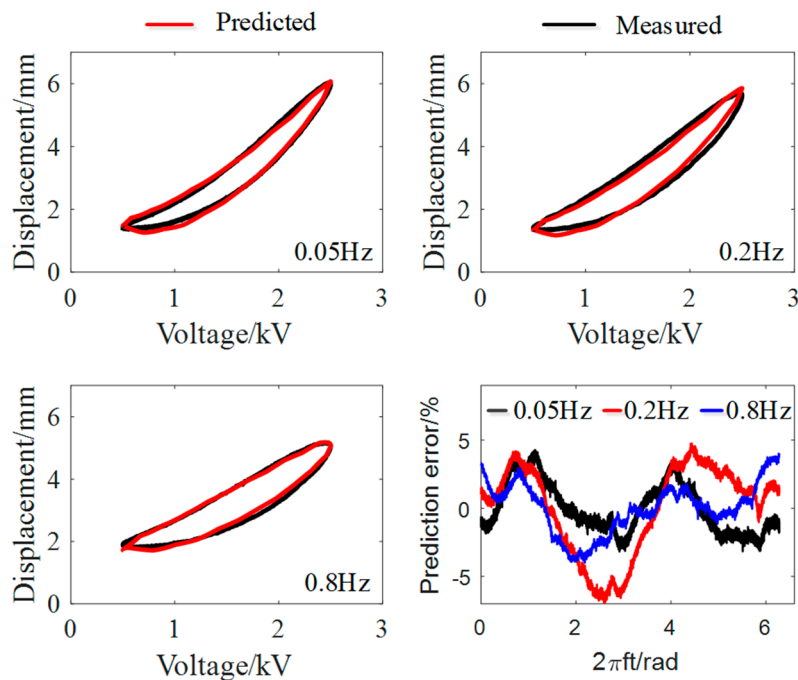 Predicted
Measured
Displacement/mm
6
4
2
0
0.05Hz
0
1
2
3
Voltage/kV
Displacement/mm
6
4
2
0
0.2Hz
0
1
2
3
Voltage/kV
Displacement/mm
6
4
2
0
0.8Hz
0
1
2
3
Voltage/kV
0.05Hz 0.2Hz 0.8Hz
Prediction error/%
5
0
-5
0
2
4
6
2πft/rad